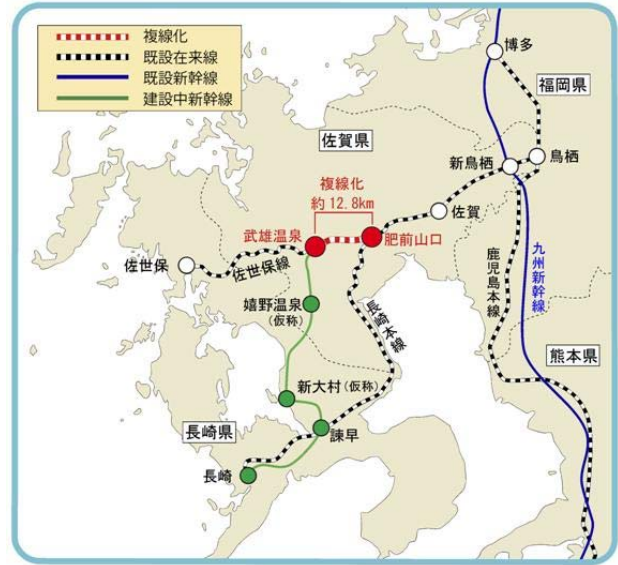 複線化
既設在来線
既設新幹線
建設中新幹線
博多
福岡県
佐賀県
鳥栖
新鳥栖
複線化
約12.8km
佐賀
武雄温泉
肥前山口
佐世保
佐世保線
鹿児島本線
九州新幹線
嬉野温泉
(仮称)
長崎本線
熊本県
新大村(仮称)
長崎県
諫早
長崎